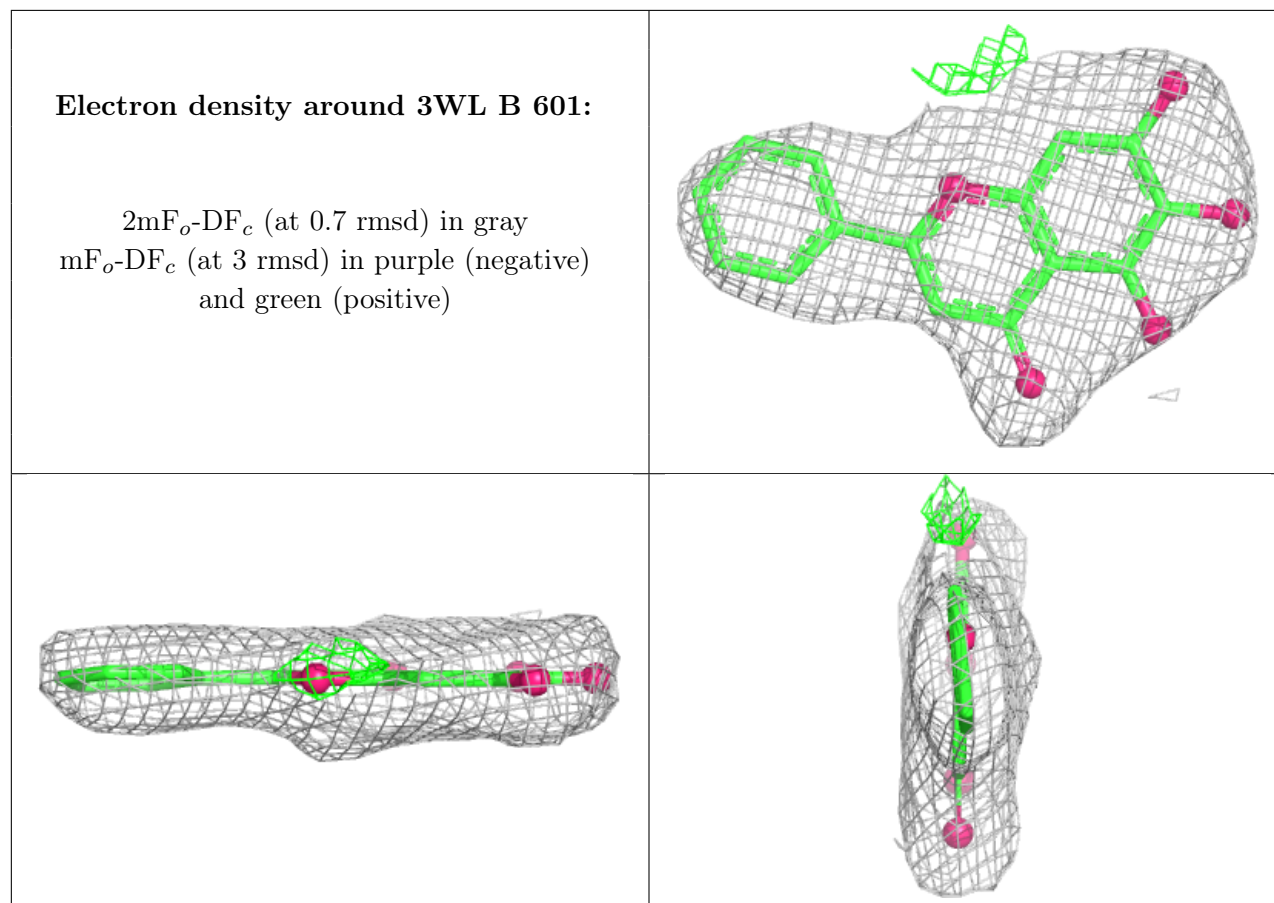 Electron density around 3WL B 601:
2mFo-DFc (at 0.7 rmsd) in gray
mFo-DFc (at 3 rmsd) in purple (negative)
and green (positive)